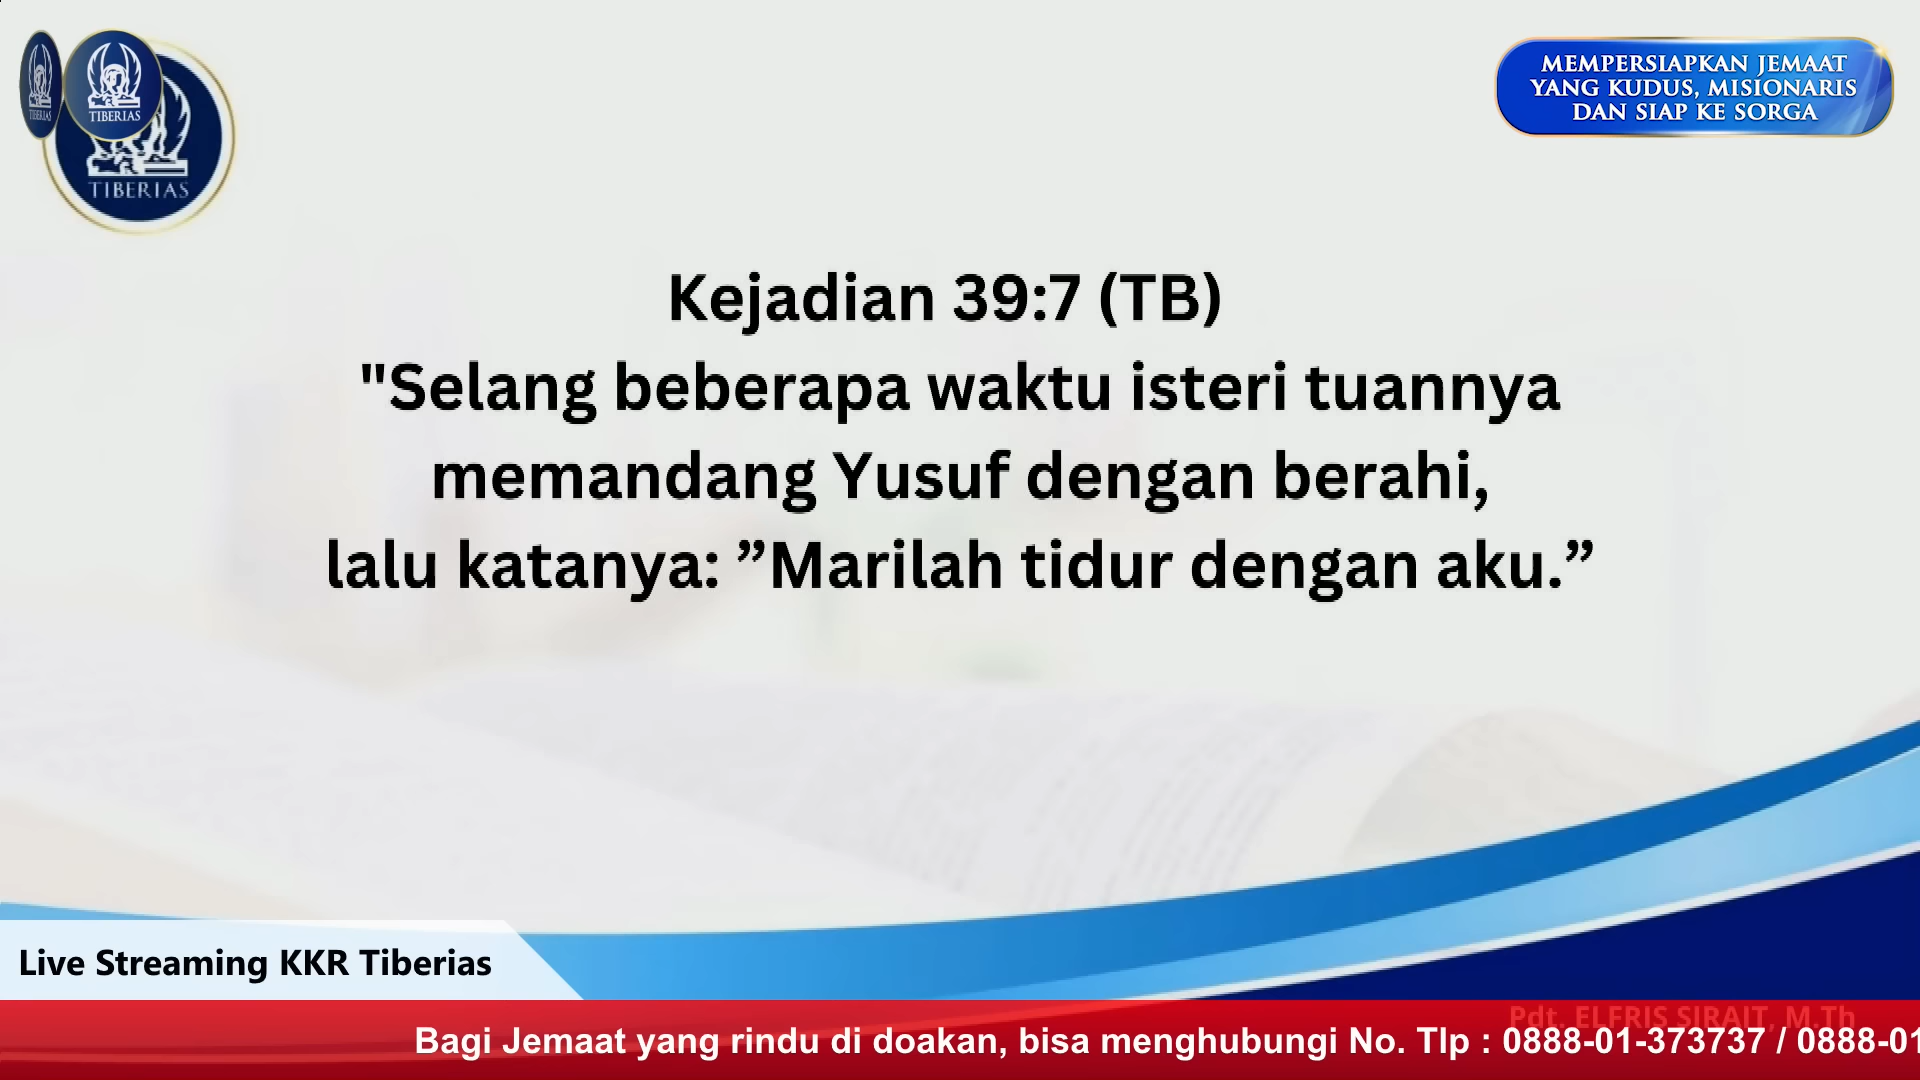 TIBERIAS
TIBERIAS
TIBERIAS
MEMPERSIAPKAN JEMAAT
YANG KUDUS, MISIONARIS
DAN SIAP KE SORGA
Kejadian 39:7 (TB)
"Selang beberapa waktu isteri tuannya
memandang Yusuf dengan berahi,
lalu katanya: ”Marilah tidur dengan aku.”
Live Streaming KKR Tiberias
Pdt. ELFRIS SIRAIT, M.Th
Bagi Jemaat yang rindu di doakan, bisa menghubungi No. Tlp : 0888-01-373737 / 0888-01